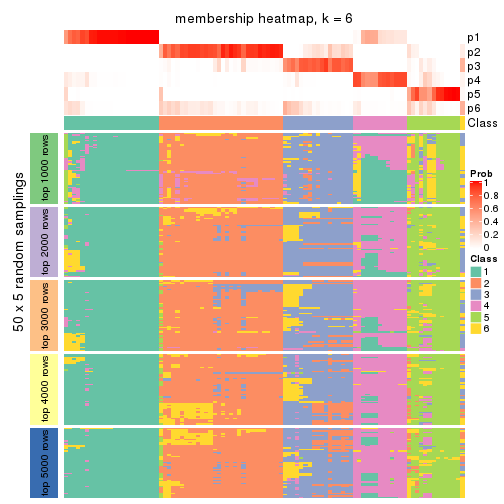 membership heatmap, k = 6
p1
p2
p3
p4
p5
p6
Class
50 x 5 random samplings
top 1000 rows
top 2000 rows
top 3000 rows
top 4000 rows
top 5000 rows
Prob
1
0.8
0.6
0.4
0.2
0
Class
1
2
3
4
5
6